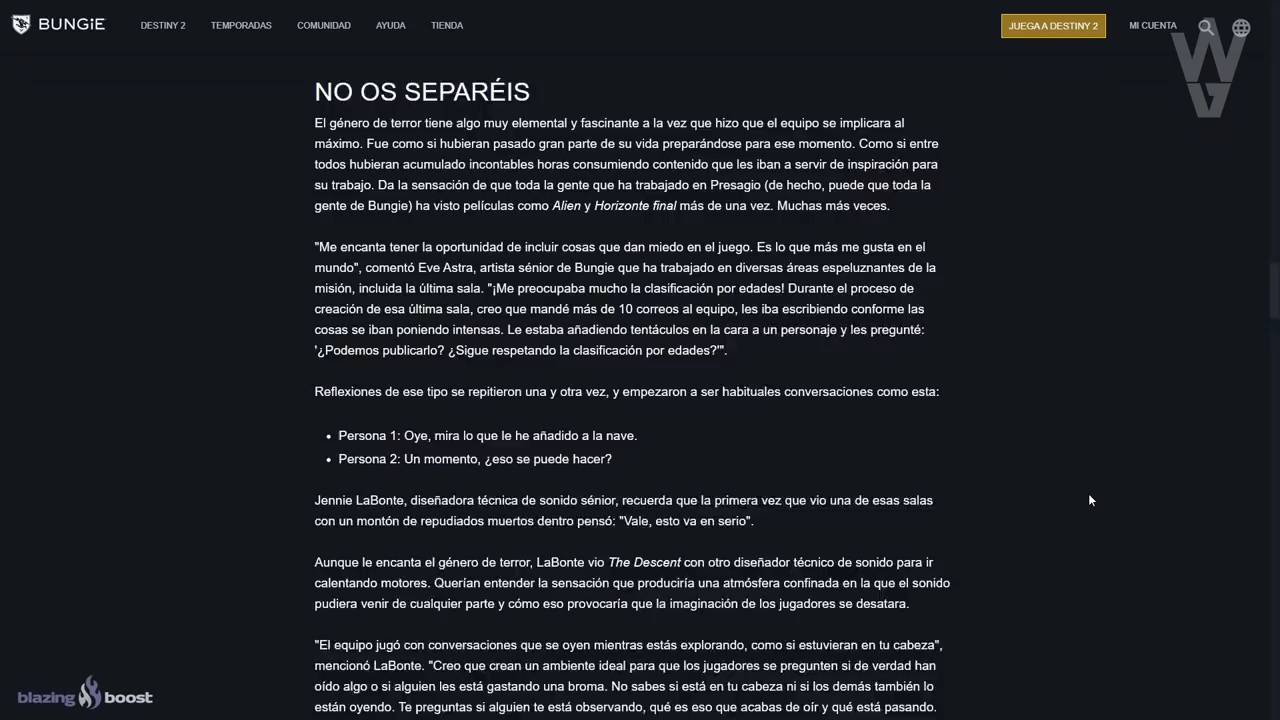 BUNGiE
DESTINY 2
TEMPORADAS
COMUNIDAD
AYUDA
TIENDA
JUEGA A DESTINY 2
MI CUENTA
NO OS SEPARÉIS
El género de terror tiene algo muy elemental y fascinante a la vez que hizo que el equipo se implicara al
máximo. Fue como si hubieran pasado gran parte de su vida preparándose para ese momento. Como si entre
todos hubieran acumulado incontables horas consumiendo contenido que les iban a servir de inspiración para
su trabajo. Da la sensación de que toda la gente que ha trabajado en Presagio (de hecho, puede que toda la
gente de Bungie) ha visto películas como Alien y Horizonte final más de una vez. Muchas más veces.
"Me encanta tener la oportunidad de incluir cosas que dan miedo en el juego. Es lo que más me gusta en el
mundo", comentó Eve Astra, artista sénior de Bungie que ha trabajado en diversas áreas espeluznantes de la
misión, incluida la última sala. "¡Me preocupaba mucho la clasificación por edades! Durante el proceso de
creación de esa última sala, creo que mandé más de 10 correos al equipo, les iba escribiendo conforme las
cosas se iban poniendo intensas. Le estaba añadiendo tentáculos en la cara a un personaje y les pregunté:
'¿Podemos publicarlo? ¿Sigue respetando la clasificación por edades?'".
Reflexiones de ese tipo se repitieron una y otra vez, y empezaron a ser habituales conversaciones como esta:
• Persona 1: Oye, mira lo que le he añadido a la nave.
• Persona 2: Un momento, ¿eso se puede hacer?
Jennie LaBonte, diseñadora técnica de sonido sénior, recuerda que la primera vez que vio una de esas salas
con un montón de repudiados muertos dentro pensó: "Vale, esto va en serio".
Aunque le encanta el género de terror, LaBonte vio The Descent con otro diseñador técnico de sonido para ir
calentando motores. Querían entender la sensación que produciría una atmósfera confinada en la que el sonido
pudiera venir de cualquier parte y cómo eso provocaría que la imaginación de los jugadores se desatara.
"El equipo jugó con conversaciones que se oyen mientras estás explorando, como si estuvieran en tu cabeza",
mencionó LaBonte. "Creo que crean un ambiente ideal para que los jugadores se pregunten si de verdad han
oído algo o si alguien les está gastando una broma. No sabes si está en tu cabeza ni si los demás también lo
están oyendo. Te preguntas si alguien te está observando, qué es eso que acabas de oír y qué está pasando.
blazing boost